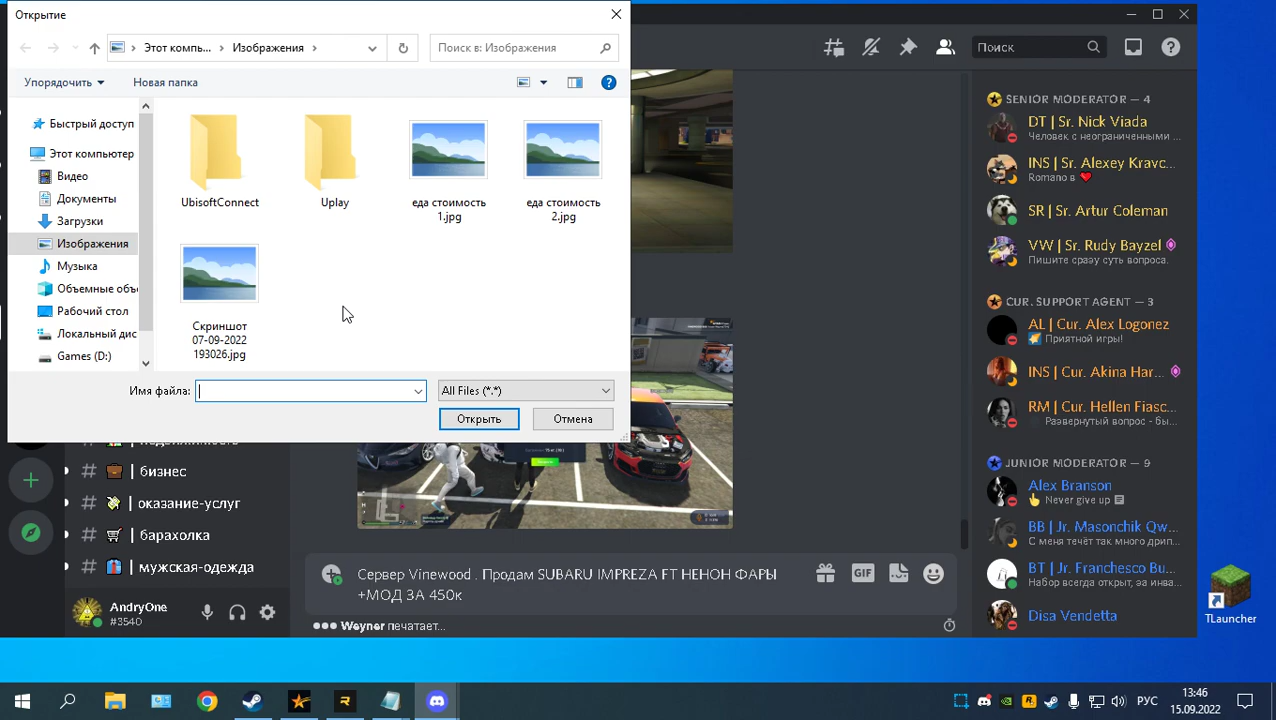 Открытие
Этот компь...
Изображения
Поиск в: Изображения
Упорядочить
Новая папка
Быстрый доступ
Этот компьютер
Видео
Документы
Загрузки
Изображения
Музыка
Объемные объ
Рабочий стол
Локальный дис
Games (D:)
UbisoftConnect
Uplay
еда стоимость 1.jpg
еда стоимость 2.jpg
Скриншот
07-09-2022
193026.jpg
Имя файла:
All Files (*.*)
Открыть
Отмена
Поиск
SENIOR MODERATOR — 4
DT | Sr. Nick Viada
Человек с неограниченными ...
INS | Sr. Alexey Kravc...
Romano в
SR | Sr. Artur Coleman
VW | Sr. Rudy Bayzel
Пишите сразу суть вопроса.
CUR. SUPPORT AGENT — 3
AL | Cur. Alex Logonez
Приятной игры!
INS | Cur. Akina Har...
RM | Cur. Hellen Fiasc...
Развернутый вопрос - бы...
JUNIOR MODERATOR — 9
Alex Branson
Never give up
BB | Jr. Masonchik Qw...
С меня течёт так много дрип...
BT | Jr. Franchesco Bu...
Набор всегда открыт, эа инва...
Disa Vendetta
# | бизнес
# | оказание-услуг
# | барахолка
# | мужская-одежда
AndryOne
#3540
Сервер Vinewood . Продам SUBARU IMPREZA FT НЕНОН ФАРЫ
+МОД ЗА 450к
GIF
Weyner печатает...
TLauncher
РУС
13:46
15.09.2022